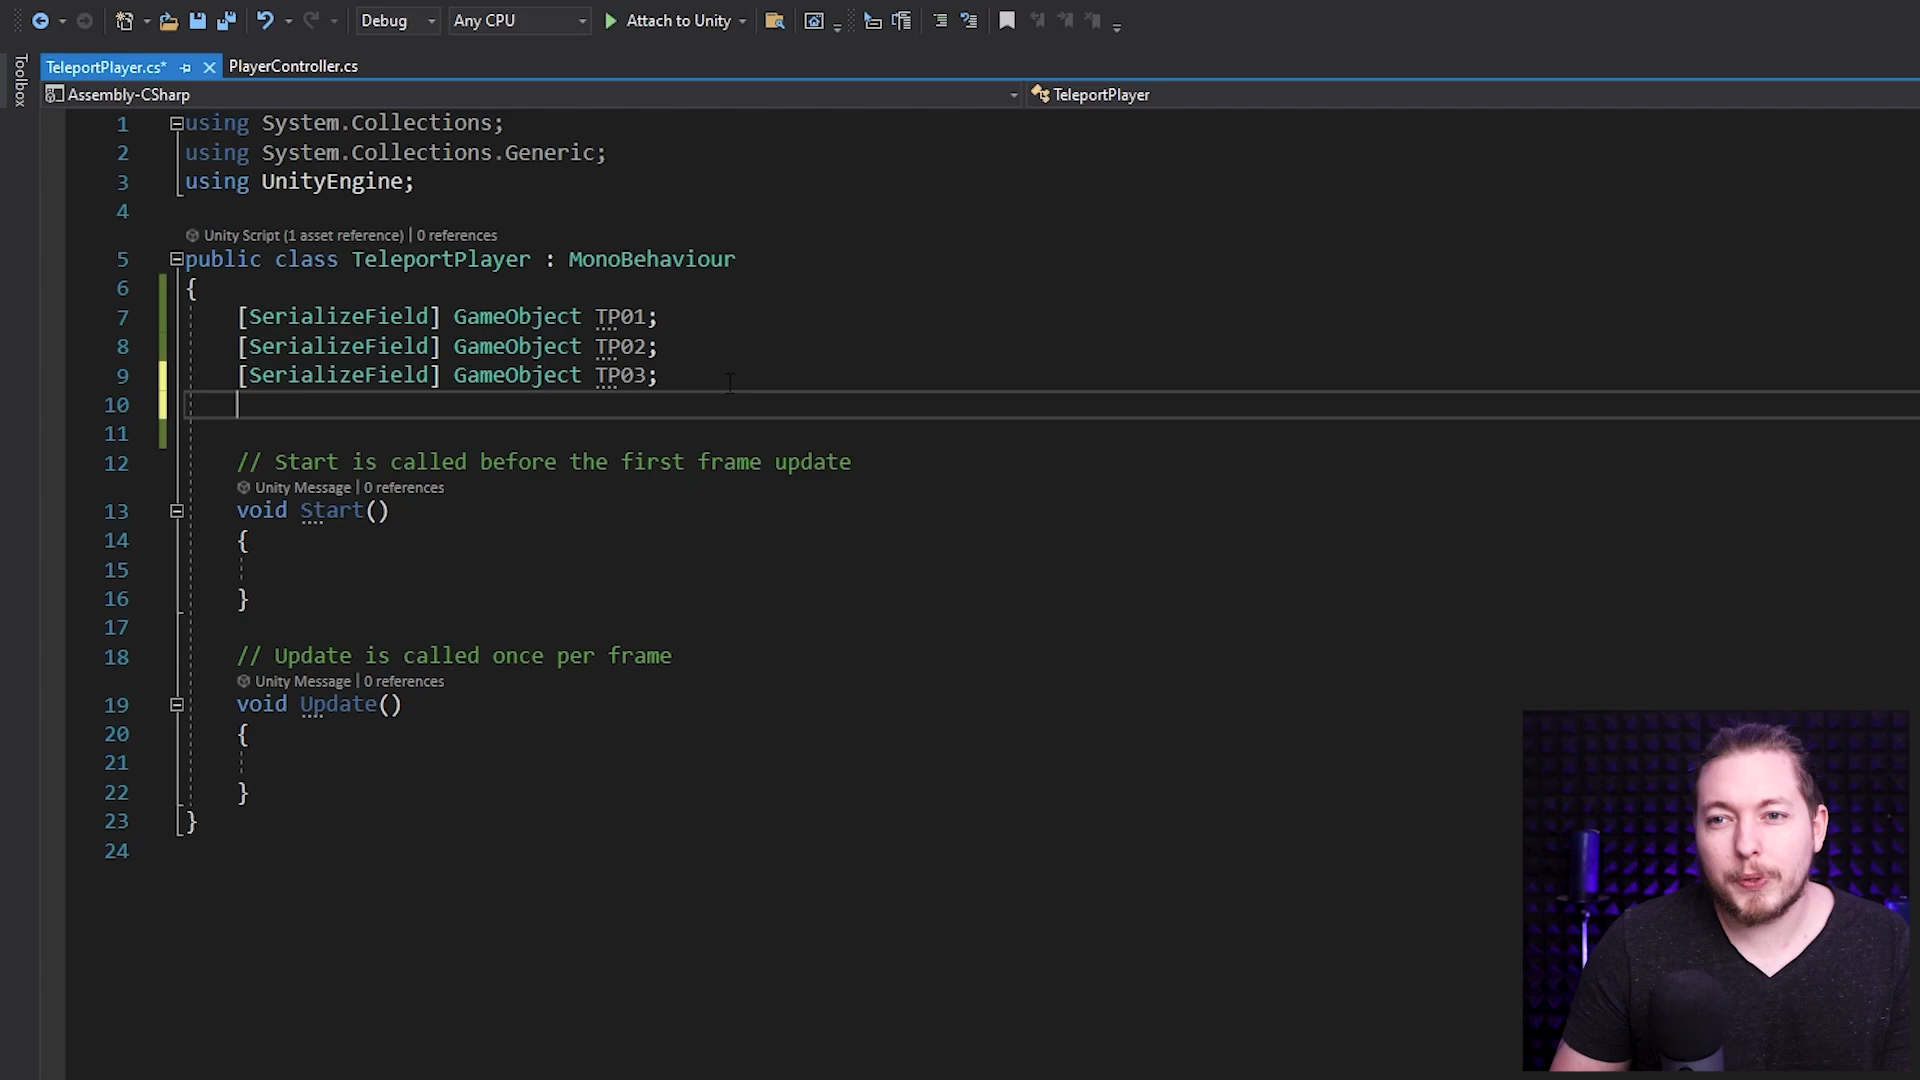 Debug Any CPU Attach to Unity
Toolbox
TeleportPlayer.cs* PlayerController.cs
Assembly-CSharp TeleportPlayer
1 using System.Collections;
2 using System.Collections.Generic;
3 using UnityEngine;
4
Unity Script (1 asset reference) | 0 references
5 public class TeleportPlayer : MonoBehaviour
6 {
7 [SerializeField] GameObject TP01;
8 [SerializeField] GameObject TP02;
9 [SerializeField] GameObject TP03;
10
11
12 // Start is called before the first frame update
Unity Message | 0 references
13 void Start()
14 {
15
16 }
17
18 // Update is called once per frame
Unity Message | 0 references
19 void Update()
20 {
21
22 }
23 }
24